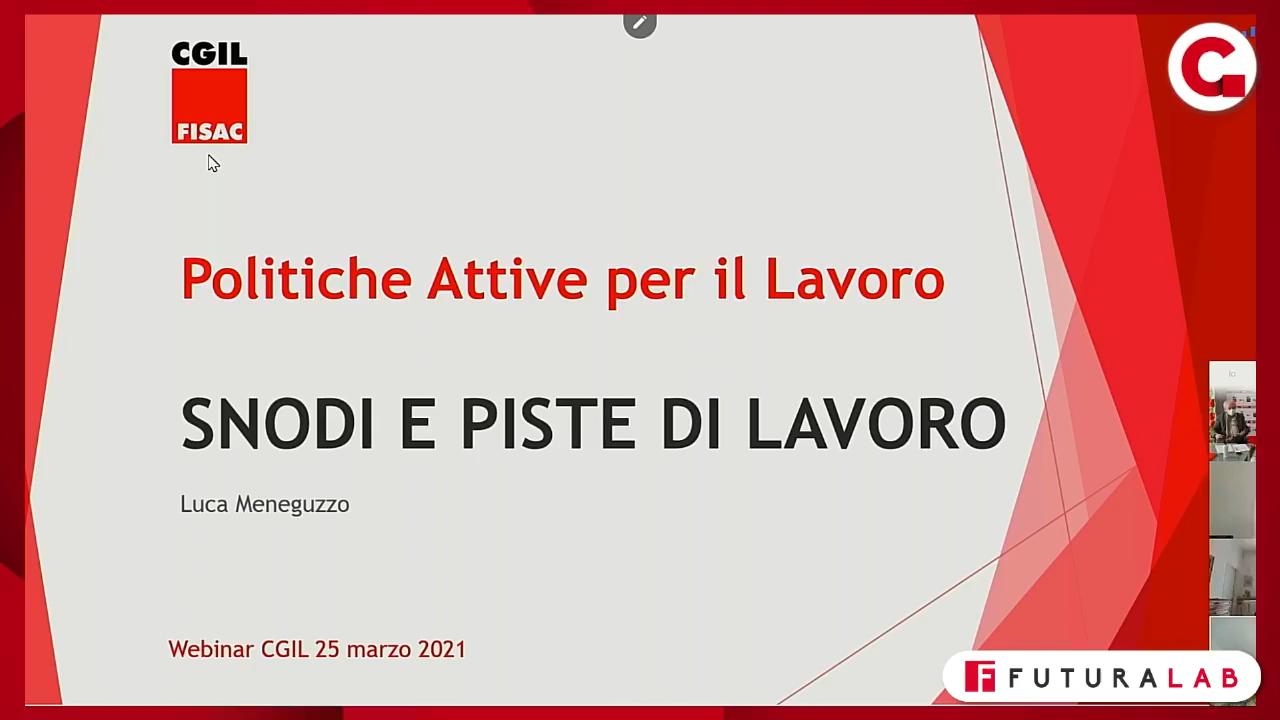 CGIL
FISAC
Politiche Attive per il Lavoro
SNODI E PISTE DI LAVORO
Luca Meneguzzo
Webinar CGIL 25 marzo 2021
Io
FUTURALAB